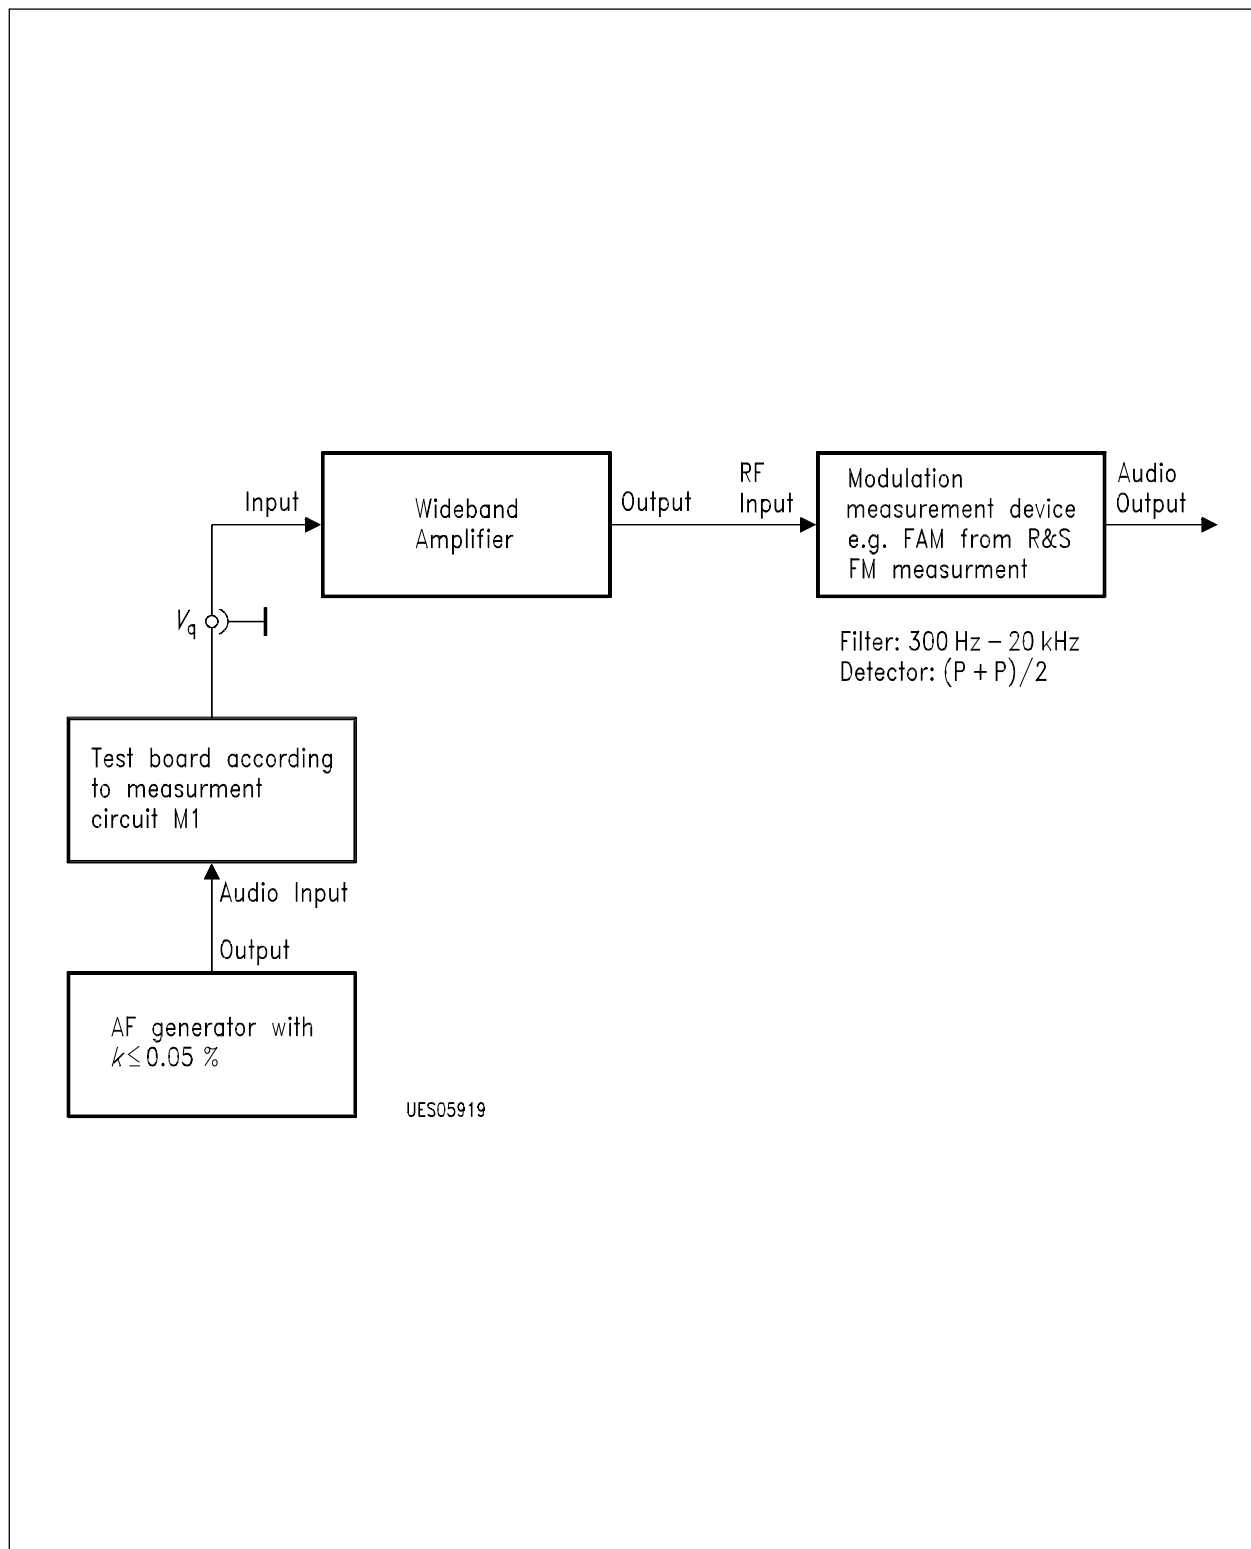 Input
Wideband
Amplifier
Output
RF
Input
Modulation
measurement device
e.g. FAM from R&S
FM measurment
Audio
Output
Vq
Filter: 300 Hz – 20 kHz
Detector: (P + P)/2
Test board according
to measurment
circuit M1
Audio Input
Output
AF generator with
k ≤ 0.05 %
UES05919